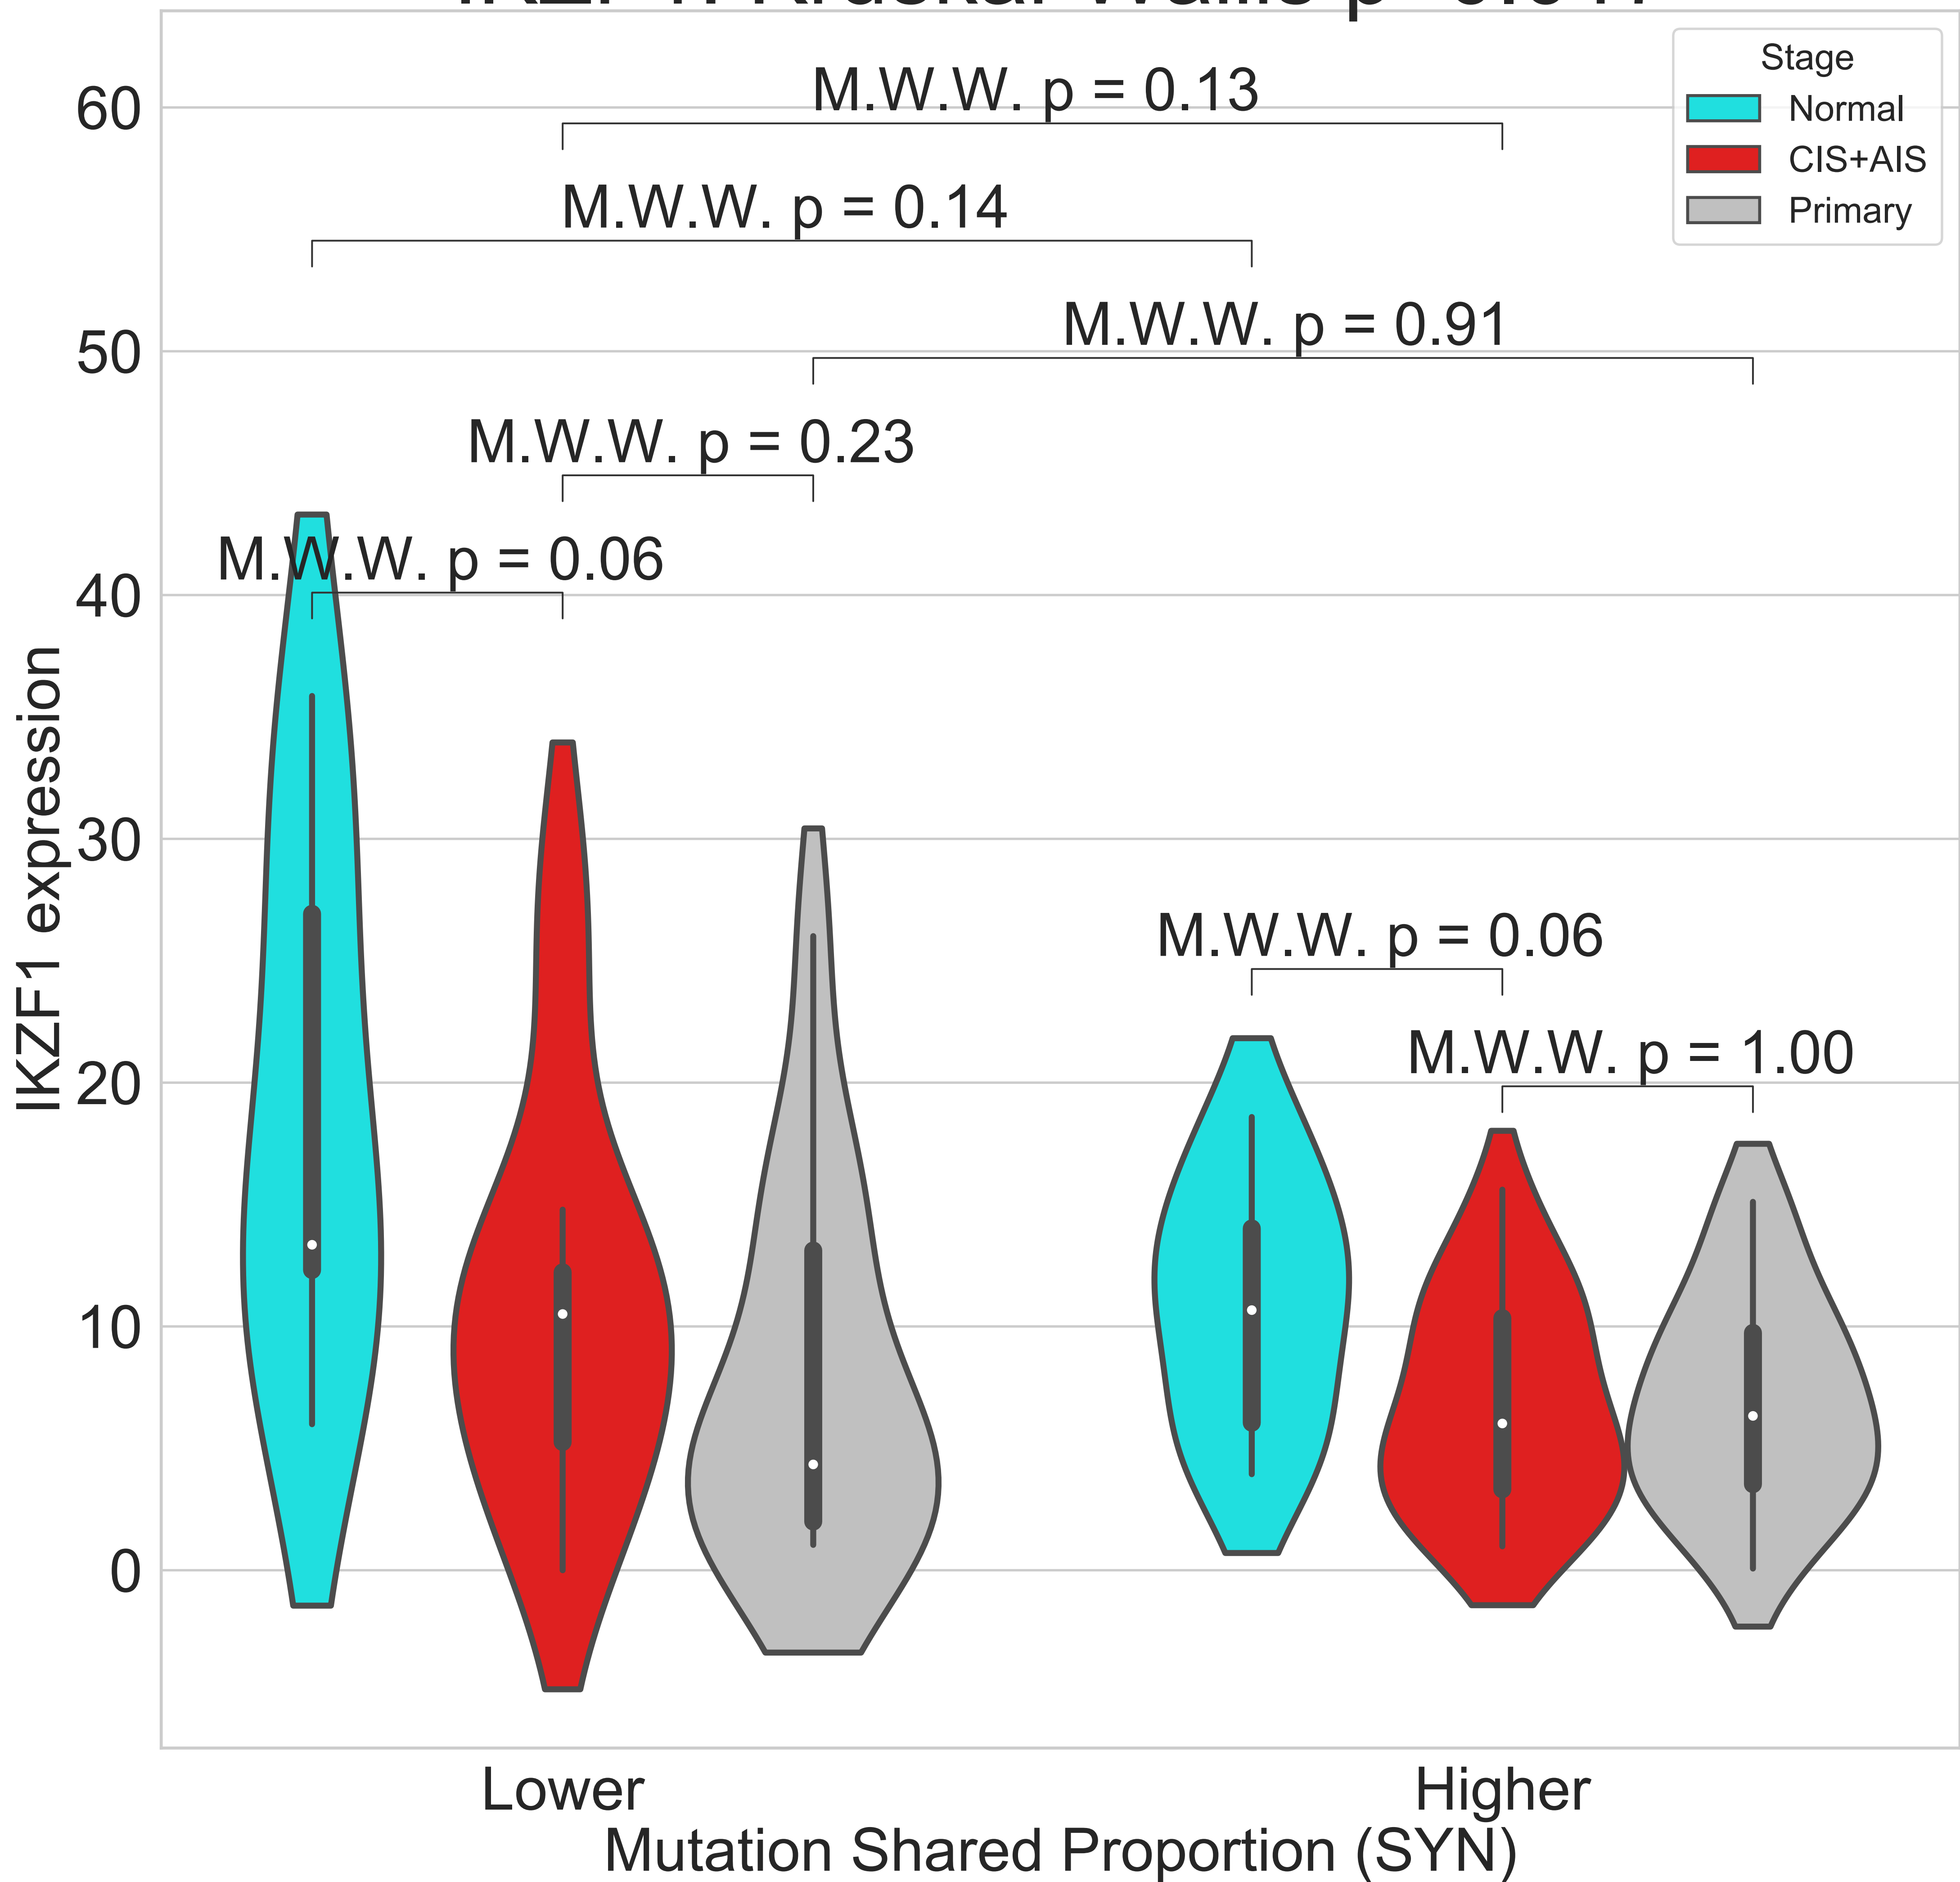 Stage
Normal
CIS+AIS
Primary
M.W.W. p = 0.13
M.W.W. p = 0.14
M.W.W. p = 0.91
M.W.W. p = 0.23
M.W.W. p = 0.06
M.W.W. p = 0.06
M.W.W. p = 1.00
60
50
40
30
20
10
0
IKZF1 expression
Lower
Higher
Mutation Shared Proportion (SYN)